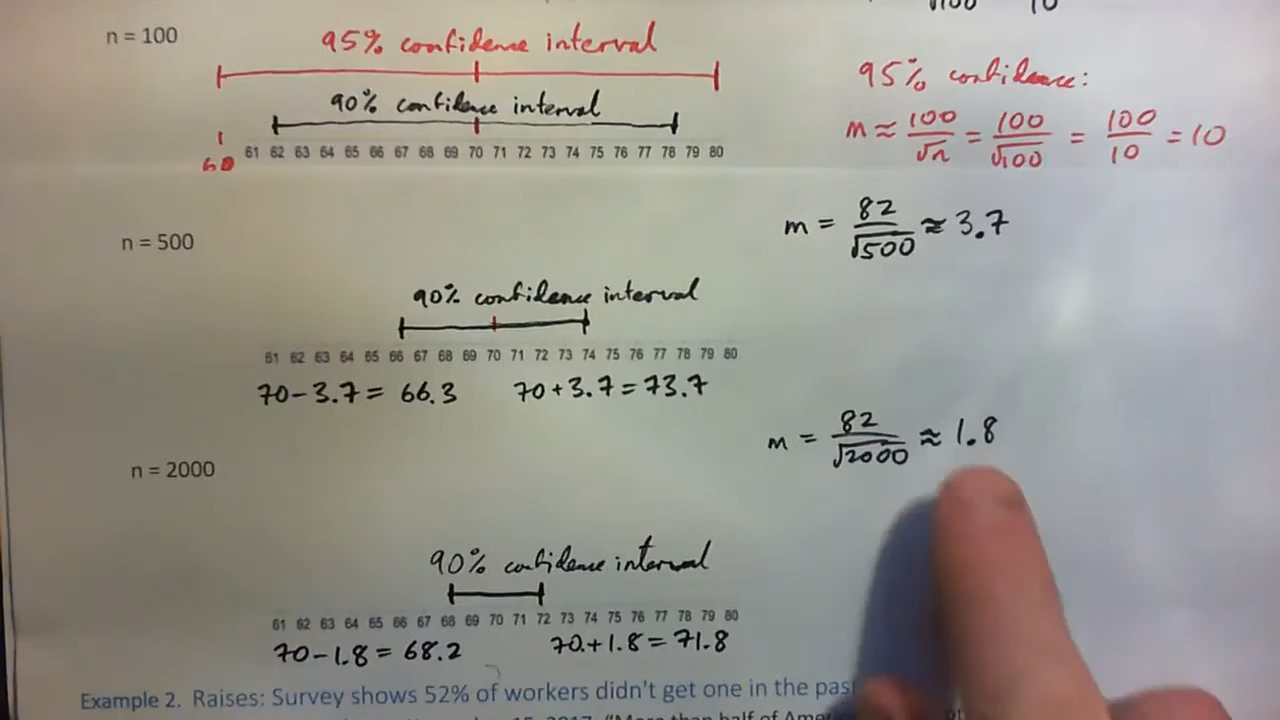 √100 10
n = 100
95% confidence interval
90% confidence interval
60 61 62 63 64 65 66 67 68 69 70 71 72 73 74 75 76 77 78 79 80
95% confidence:
m ≈ 100/√n = 100/√100 = 100/10 = 10
n = 500
m = 82/√500 ≈ 3.7
90% confidence interval
61 62 63 64 65 66 67 68 69 70 71 72 73 74 75 76 77 78 79 80
70-3.7 = 66.3 70+3.7 = 73.7
n = 2000
m = 82/√2000 ≈ 1.8
90% confidence interval
61 62 63 64 65 66 67 68 69 70 71 72 73 74 75 76 77 78 79 80
70-1.8 = 68.2 70+1.8 = 71.8
Example 2. Raises: Survey shows 52% of workers didn't get one in the
"More than half of